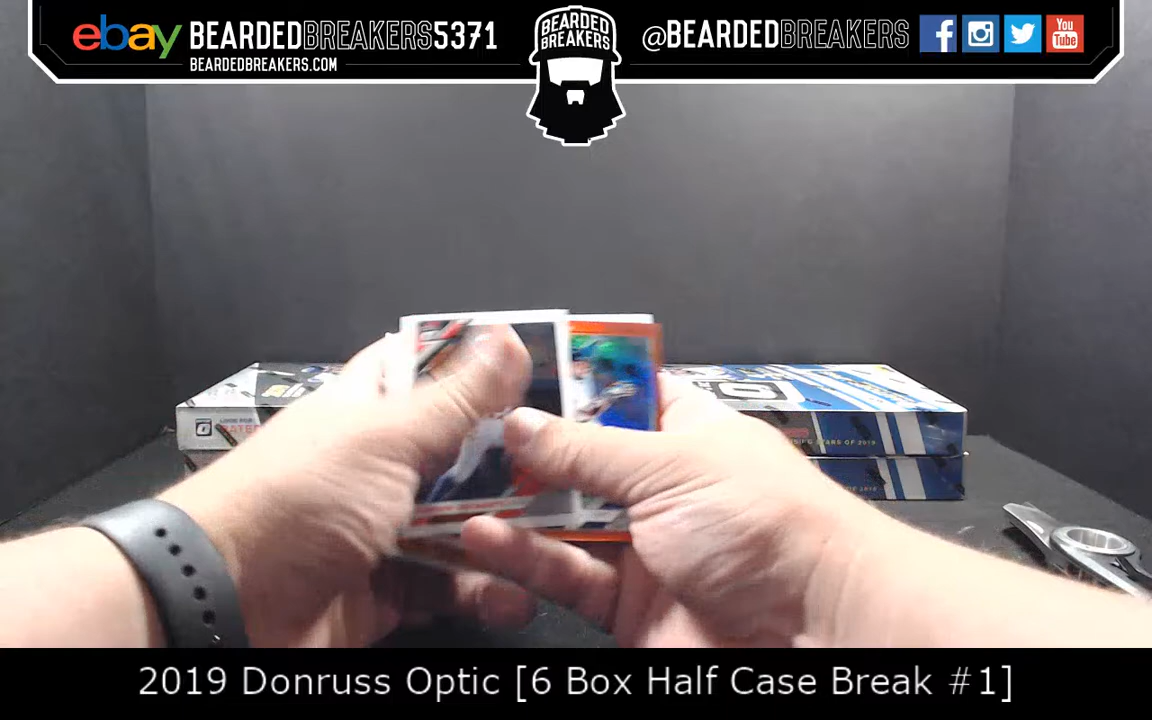 ebay BEARDEDBREAKERS5371
BEARDEDBREAKERS.COM
BEARDED
BREAKERS
@BEARDEDBREAKERS
You
Tube
2019 Donruss Optic [6 Box Half Case Break #1]